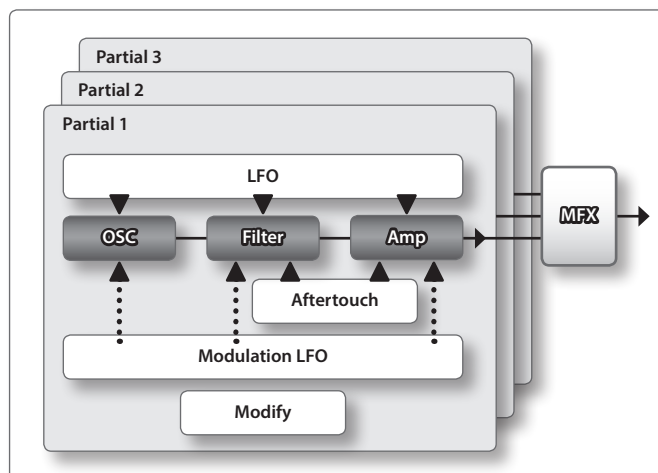 Partial 3
Partial 2
Partial 1
LFO
OSC
Filter
Amp
MFX
Aftertouch
Modulation LFO
Modify